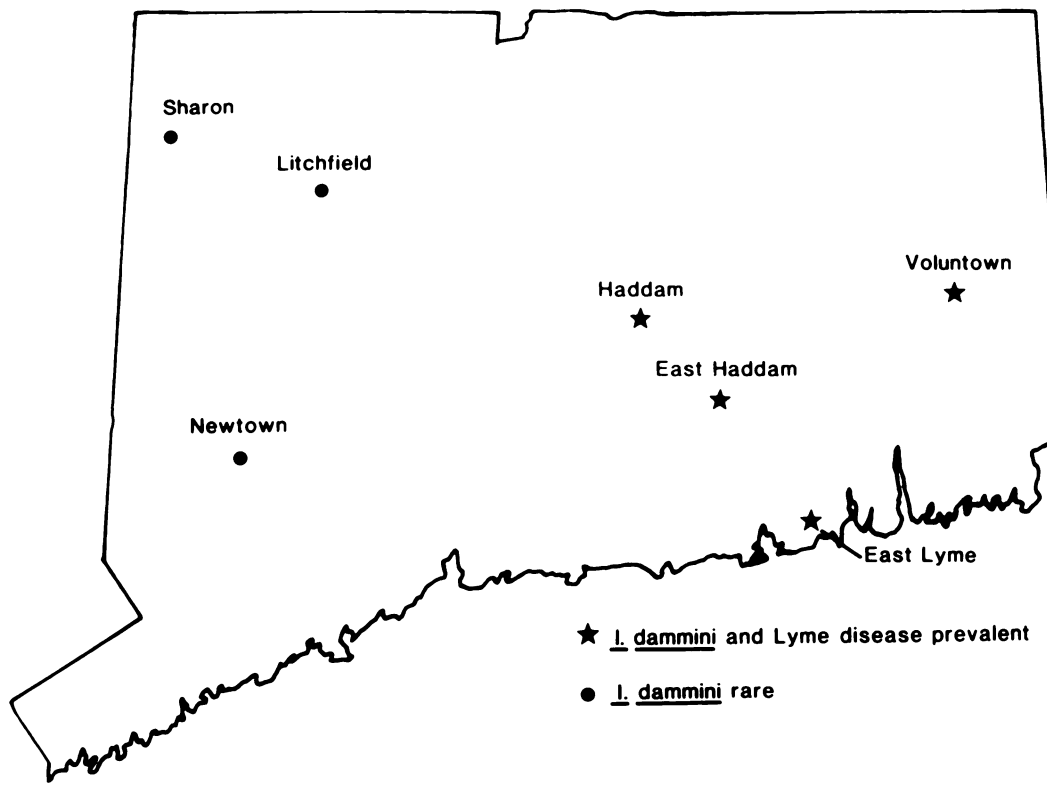 Sharon
Litchfield
Voluntown
Haddam
East Haddam
Newtown
East Lyme
I. dammini and Lyme disease prevalent
I. dammini rare